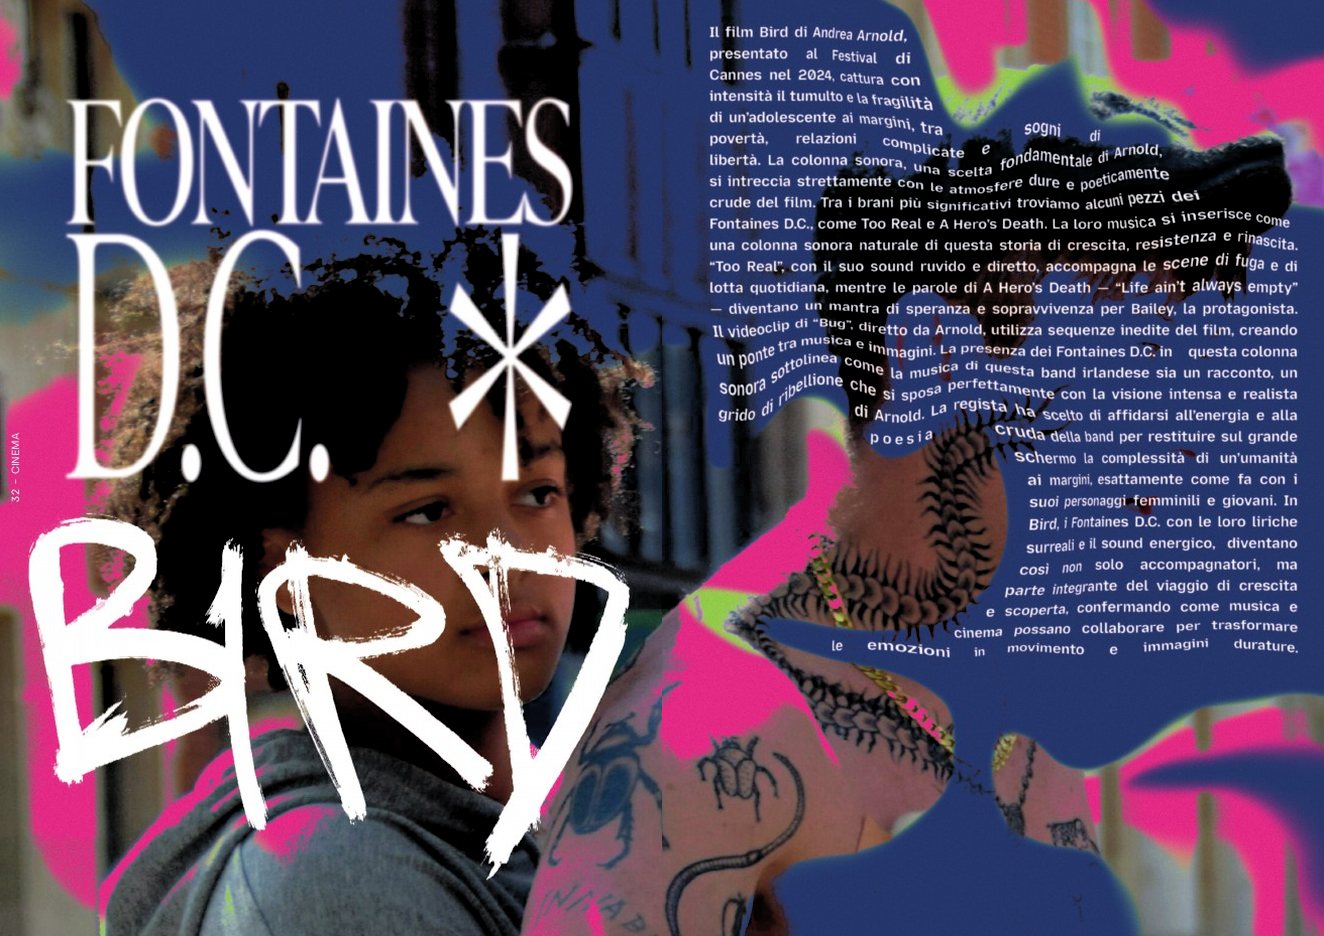 FONTAINES
D.C. *
BIRD
32 - CINEMA
Il film Bird di Andrea Arnold,
presentato al Festival di
Cannes nel 2024, cattura con
intensità il tumulto e la fragilità
di un'adolescente ai margini, tra sogni di
povertà, relazioni complicate e
libertà. La colonna sonora, una scelta fondamentale di Arnold,
si intreccia strettamente con le atmosfere dure e poeticamente
crude del film. Tra i brani più significativi troviamo alcuni pezzi dei
Fontaines D.C., come Too Real e A Hero's Death. La loro musica si inserisce come
una colonna sonora naturale di questa storia di crescita, resistenza e rinascita.
“Too Real”, con il suo sound ruvido e diretto, accompagna le scene di fuga e di
lotta quotidiana, mentre le parole di A Hero's Death — “Life ain't always empty”
— diventano un mantra di speranza e sopravvivenza per Bailey, la protagonista.
Il videoclip di “Bug”, diretto da Arnold, utilizza sequenze inedite del film, creando
un ponte tra musica e immagini. La presenza dei Fontaines D.C. in questa colonna
sonora sottolinea come la musica di questa band irlandese sia un racconto, un
grido di ribellione che si sposa perfettamente con la visione intensa e realista
di Arnold. La regista ha scelto di affidarsi all'energia e alla
poesia cruda della band per restituire sul grande
schermo la complessità di un'umanità
ai margini, esattamente come fa con i
suoi personaggi femminili e giovani. In
Bird, i Fontaines D.C. con le loro liriche
surreali e il sound energico, diventano
così non solo accompagnatori, ma
parte integrante del viaggio di crescita
e scoperta, confermando come musica e
cinema possano collaborare per trasformare
le emozioni in movimento e immagini durature.